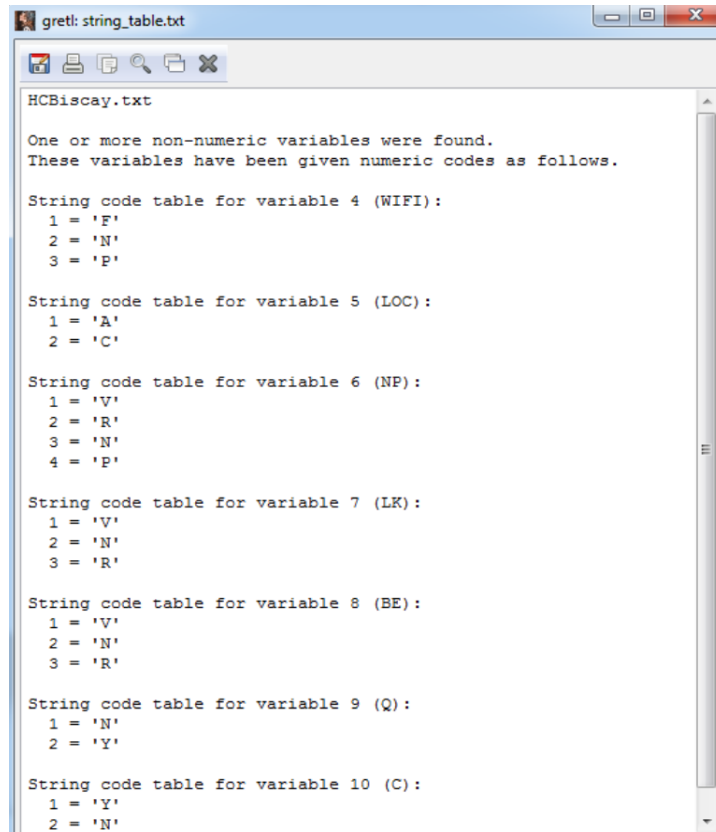 gretl: string_table.txt
HCBiscay.txt
One or more non-numeric variables were found.
These variables have been given numeric codes as follows.
String code table for variable 4 (WIFI):
1 = 'F'
2 = 'N'
3 = 'P'
String code table for variable 5 (LOC):
1 = 'A'
2 = 'C'
String code table for variable 6 (NP):
1 = 'V'
2 = 'R'
3 = 'N'
4 = 'P'
String code table for variable 7 (LK):
1 = 'V'
2 = 'N'
3 = 'R'
String code table for variable 8 (BE):
1 = 'V'
2 = 'N'
3 = 'R'
String code table for variable 9 (Q):
1 = 'N'
2 = 'Y'
String code table for variable 10 (C):
1 = 'Y'
2 = 'N'